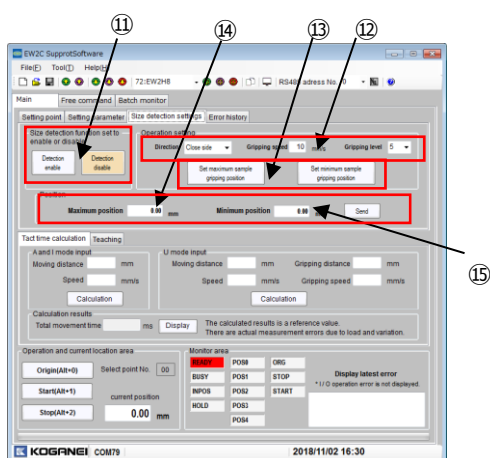 ⑪ ⑭ ⑬ ⑫
EW2C SupprotSoftware
File(F) Tool(T) Help(H)
72:EW2H8 RS485 adress No. 0
Main Free command Batch monitor
Setting point Setting parameter Size detection settings Error history
Size detection function set to
enable or disable
Detection
enable
Detection
disable
Operation setting
Direction Close side Gripping speed 10 mm/s Gripping level 5
Set maximum sample
gripping position
Set minimum sample
gripping position
Position
Maximum position 0.00 mm Minimum position 0.00 Send
⑮
Tact time calculation Teaching
A and I mode input
Moving distance mm
Speed mm/s
Calculation
U mode input
Moving distance mm Gripping distance mm
Speed mm/s Gripping speed mm/s
Calculation
Calculation results
Total movement time ms Display The calculated results is a reference value.
There are actual measurement errors due to load and variation.
Operation and current location area
Origin(Alt+0) Select point No. 00
Start(Alt+1) current position
Stop(Alt+2) 0.00 mm
Monitor area
READY POS0 ORG
BUSY POS1 STOP
INPOS POS2 START
HOLD POS3
POS4
Display latest error
* I / O operation error is not displayed.
KOGANEI COM79 2018/11/02 16:30